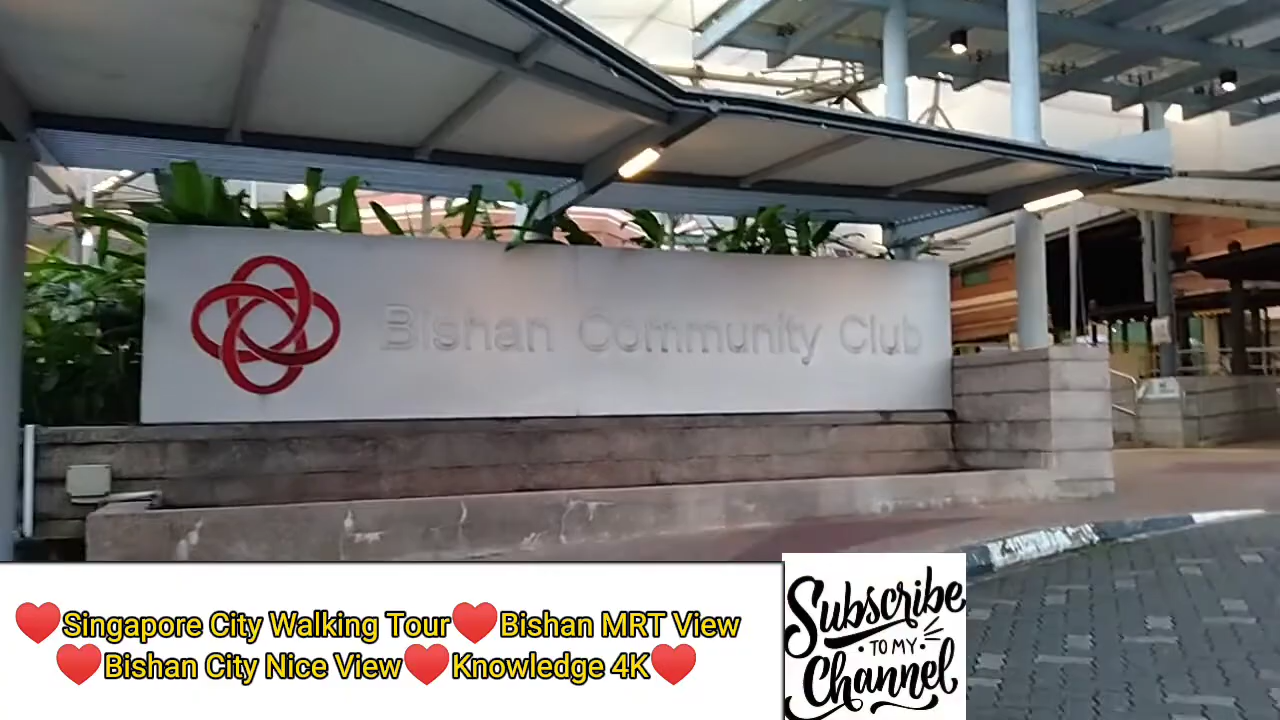 Bishan Community Club
❤️Singapore City Walking Tour❤️Bishan MRT View
❤️Bishan City Nice View❤️Knowledge 4K❤️
Subscribe
TO MY
Channel